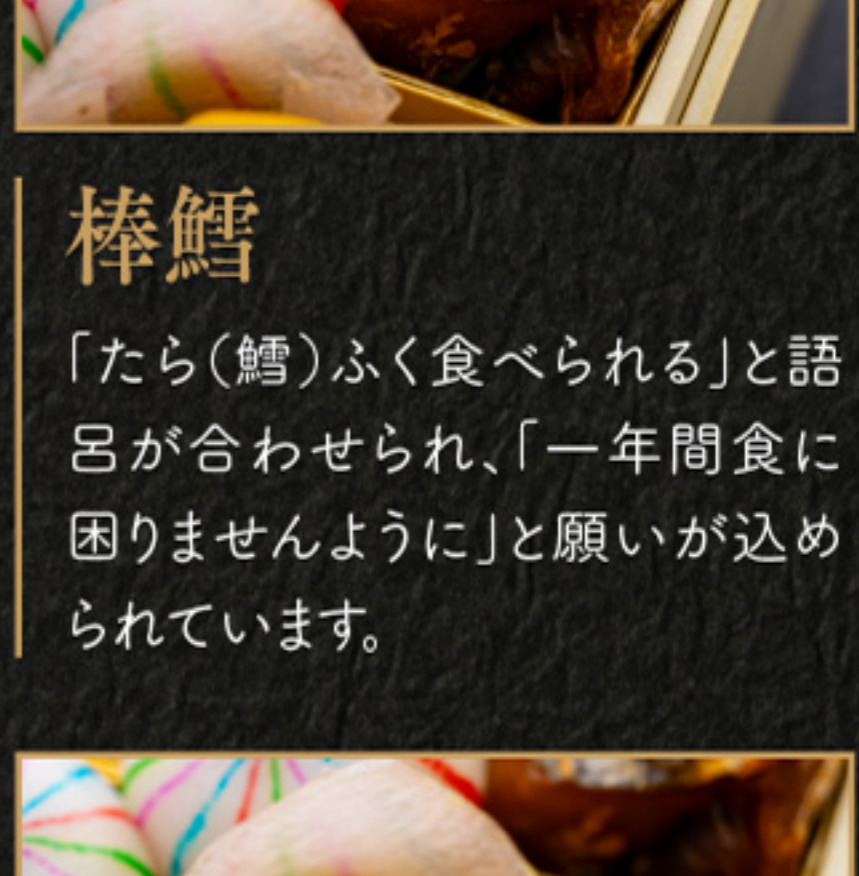 棒鱈
「たら(鱈)ふく食べられる」と語
呂が合わせられ、「一年間食に
困りませんように」と願いが込め
られています。